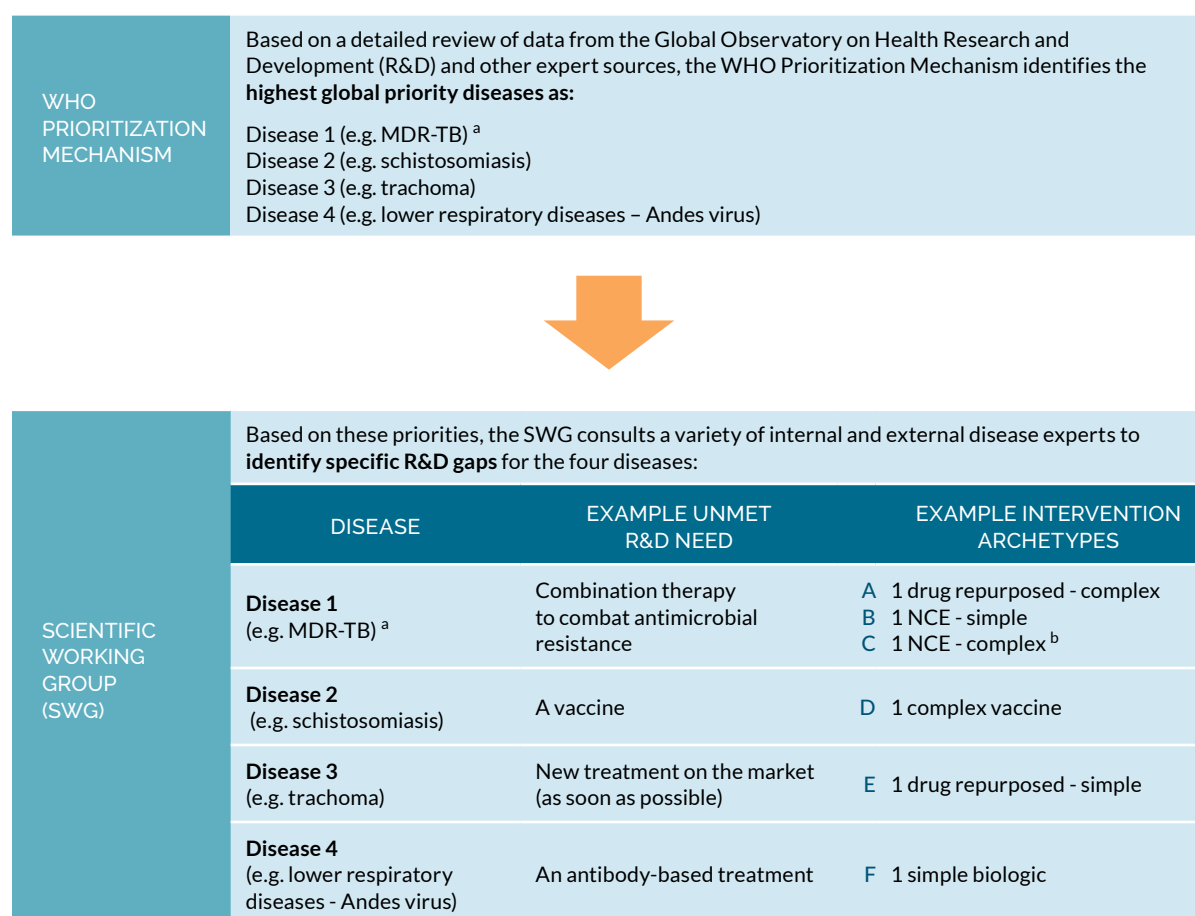 WHO
PRIORITIZATION
MECHANISM
Based on a detailed review of data from the Global Observatory on Health Research and
Development (R&D) and other expert sources, the WHO Prioritization Mechanism identifies the
highest global priority diseases as:
Disease 1 (e.g. MDR-TB) a
Disease 2 (e.g. schistosomiasis)
Disease 3 (e.g. trachoma)
Disease 4 (e.g. lower respiratory diseases – Andes virus)
SCIENTIFIC
WORKING
GROUP
(SWG)
Based on these priorities, the SWG consults a variety of internal and external disease experts to
identify specific R&D gaps for the four diseases:
DISEASE
EXAMPLE UNMET
R&D NEED
EXAMPLE INTERVENTION
ARCHETYPES
Disease 1
(e.g. MDR-TB) a
Combination therapy
to combat antimicrobial
resistance
A 1 drug repurposed - complex
B 1 NCE - simple
C 1 NCE - complex b
Disease 2
(e.g. schistosomiasis)
A vaccine
D 1 complex vaccine
Disease 3
(e.g. trachoma)
New treatment on the market
(as soon as possible)
E 1 drug repurposed - simple
Disease 4
(e.g. lower respiratory
diseases - Andes virus)
An antibody-based treatment
F 1 simple biologic